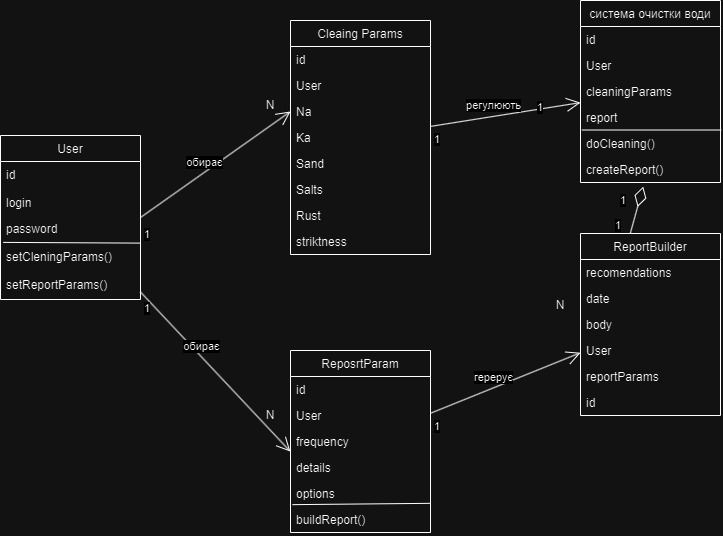 User
id
login
password
setCleningParams()
setReportParams()
1
обирає
N
1
обирає
N
Cleaing Params
id
User
Na
Ka
Sand
Salts
Rust
striktness
1
регулюють
1
система очистки води
id
User
cleaningParams
report
doCleaning()
createReport()
1
1
ReposrtParam
id
User
frequency
details
options
buildReport()
1
герерує
N
ReportBuilder
recomendations
date
body
User
reportParams
id